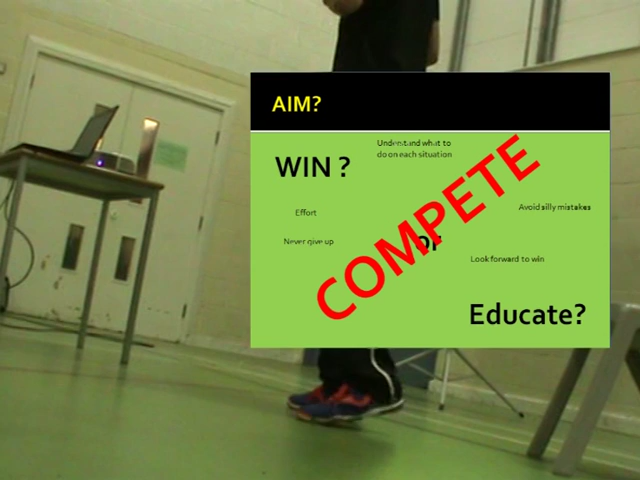 AIM?
Understand what to
do on each situation
WIN ?
Effort
Avoid silly mistakes
Never give up
or
Look forward to win
COMPETE
Educate?